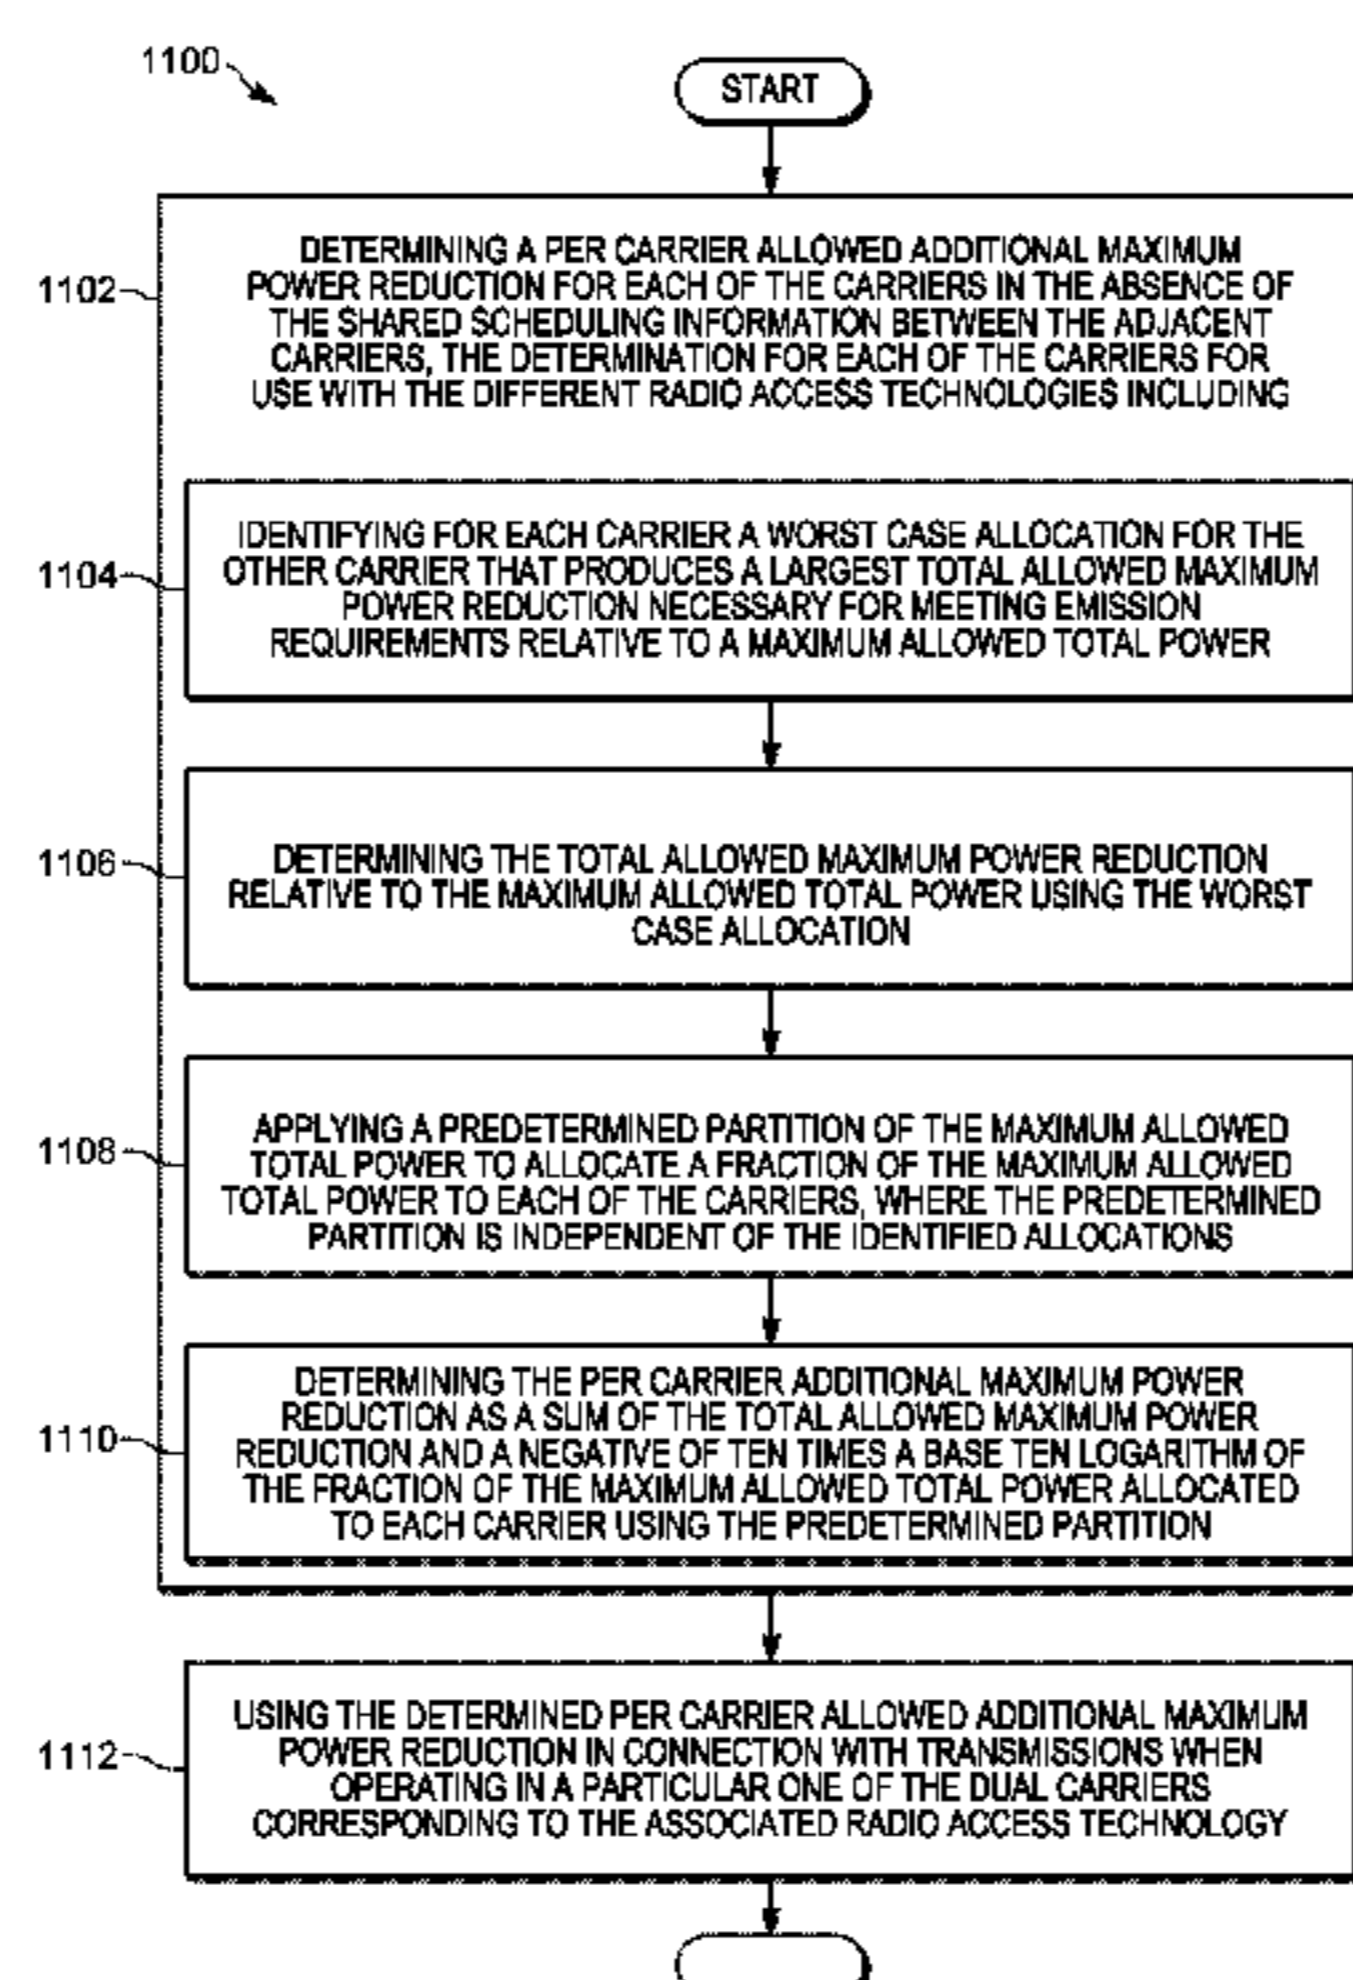 1100
START
1102
DETERMINING A PER CARRIER ALLOWED ADDITIONAL MAXIMUM
POWER REDUCTION FOR EACH OF THE CARRIERS IN THE ABSENCE OF
THE SHARED SCHEDULING INFORMATION BETWEEN THE ADJACENT
CARRIERS, THE DETERMINATION FOR EACH OF THE CARRIERS FOR
USE WITH THE DIFFERENT RADIO ACCESS TECHNOLOGIES INCLUDING
1104
IDENTIFYING FOR EACH CARRIER A WORST CASE ALLOCATION FOR THE
OTHER CARRIER THAT PRODUCES A LARGEST TOTAL ALLOWED MAXIMUM
POWER REDUCTION NECESSARY FOR MEETING EMISSION
REQUIREMENTS RELATIVE TO A MAXIMUM ALLOWED TOTAL POWER
1106
DETERMINING THE TOTAL ALLOWED MAXIMUM POWER REDUCTION
RELATIVE TO THE MAXIMUM ALLOWED TOTAL POWER USING THE WORST
CASE ALLOCATION
1108
APPLYING A PREDETERMINED PARTITION OF THE MAXIMUM ALLOWED
TOTAL POWER TO ALLOCATE A FRACTION OF THE MAXIMUM ALLOWED
TOTAL POWER TO EACH OF THE CARRIERS, WHERE THE PREDETERMINED
PARTITION IS INDEPENDENT OF THE IDENTIFIED ALLOCATIONS
1110
DETERMINING THE PER CARRIER ADDITIONAL MAXIMUM POWER
REDUCTION AS A SUM OF THE TOTAL ALLOWED MAXIMUM POWER
REDUCTION AND A NEGATIVE OF TEN TIMES A BASE TEN LOGARITHM OF
THE FRACTION OF THE MAXIMUM ALLOWED TOTAL POWER ALLOCATED
TO EACH CARRIER USING THE PREDETERMINED PARTITION
1112
USING THE DETERMINED PER CARRIER ALLOWED ADDITIONAL MAXIMUM
POWER REDUCTION IN CONNECTION WITH TRANSMISSIONS WHEN
OPERATING IN A PARTICULAR ONE OF THE DUAL CARRIERS
CORRESPONDING TO THE ASSOCIATED RADIO ACCESS TECHNOLOGY